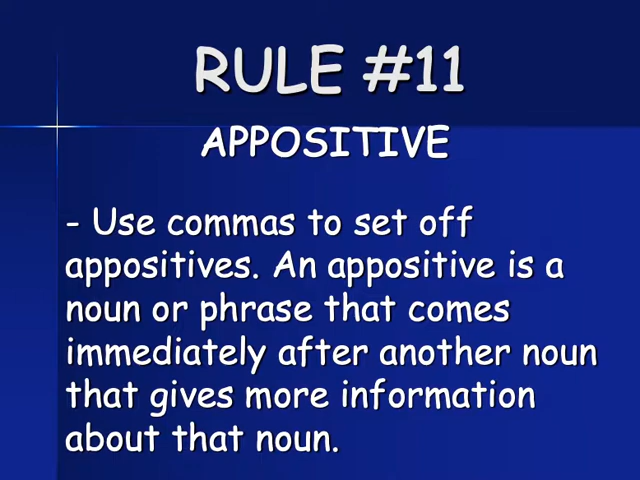 RULE #11
APPOSITIVE
- Use commas to set off
appositives. An appositive is a
noun or phrase that comes
immediately after another noun
that gives more information
about that noun.